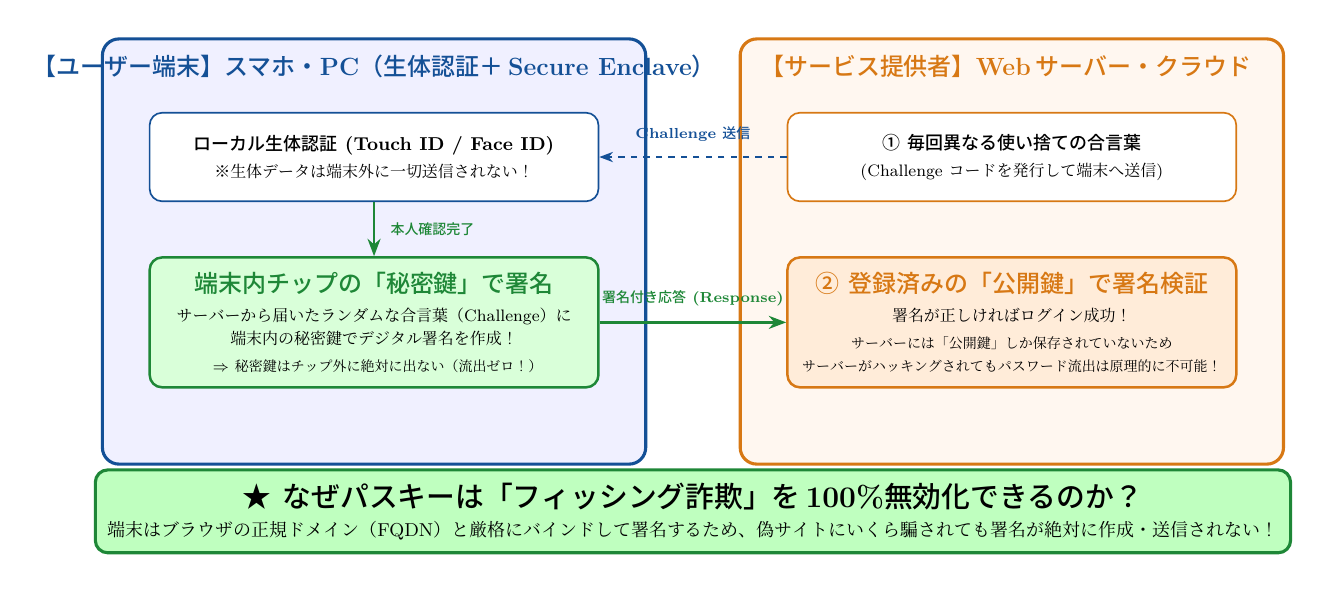 【ユーザー端末】スマホ・PC（生体認証＋Secure Enclave）
【サービス提供者】Webサーバー・クラウド
ローカル生体認証 (Touch ID / Face ID)
※生体データは端末外に一切送信されない！
Challenge 送信
① 毎回異なる使い捨ての合言葉
(Challenge コードを発行して端末へ送信)
本人確認完了
端末内チップの「秘密鍵」で署名
サーバーから届いたランダムな合言葉（Challenge）に
端末内の秘密鍵でデジタル署名を作成！
⇒ 秘密鍵はチップ外に絶対に出ない（流出ゼロ！）
署名付き応答 (Response)
② 登録済みの「公開鍵」で署名検証
署名が正しければログイン成功！
サーバーには「公開鍵」しか保存されていないため
サーバーがハッキングされてもパスワード流出は原理的に不可能！
★ なぜパスキーは「フィッシング詐欺」を100%無効化できるのか？
端末はブラウザの正規ドメイン（FQDN）と厳格にバインドして署名するため、偽サイトにいくら騙されても署名が絶対に作成・送信されない！